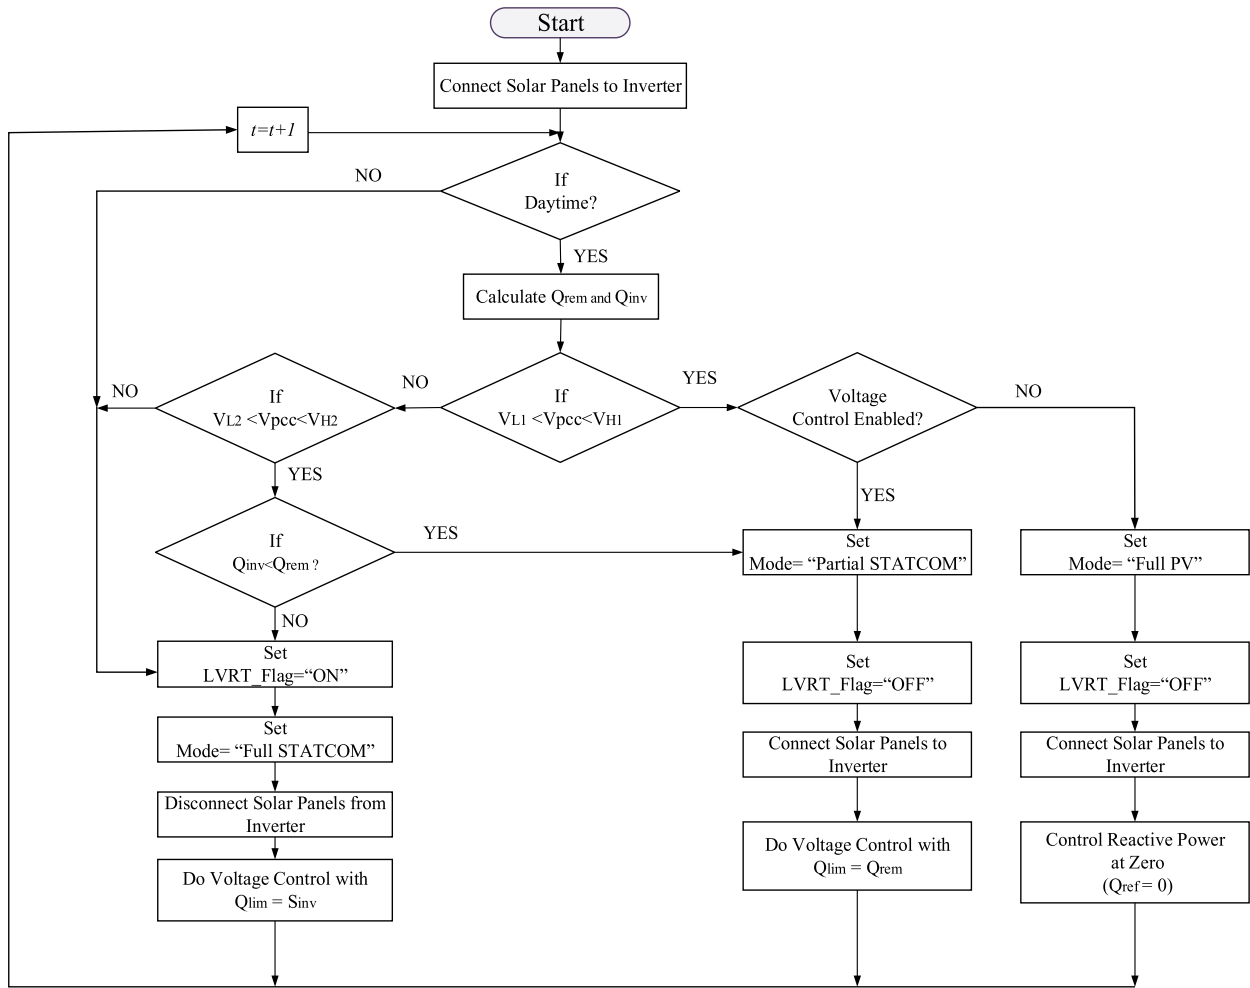 Start
Connect Solar Panels to Inverter
t=t+1
NO
If
Daytime?
YES
Calculate Qrem and Qinv
NO
If
VL2 <Vpcc<VH2
NO
If
VL1 <Vpcc<VH1
YES
Voltage
Control Enabled?
NO
YES
YES
If
Qinv<Qrem ?
YES
Set
Mode= “Partial STATCOM”
Set
Mode= “Full PV”
NO
Set
LVRT_Flag=“ON”
Set
LVRT_Flag=“OFF”
Set
LVRT_Flag=“OFF”
Set
Mode= “Full STATCOM”
Connect Solar Panels to
Inverter
Connect Solar Panels to
Inverter
Disconnect Solar Panels from
Inverter
Do Voltage Control with
Qlim = Qrem
Control Reactive Power
at Zero
(Qref = 0)
Do Voltage Control with
Qlim = Sinv